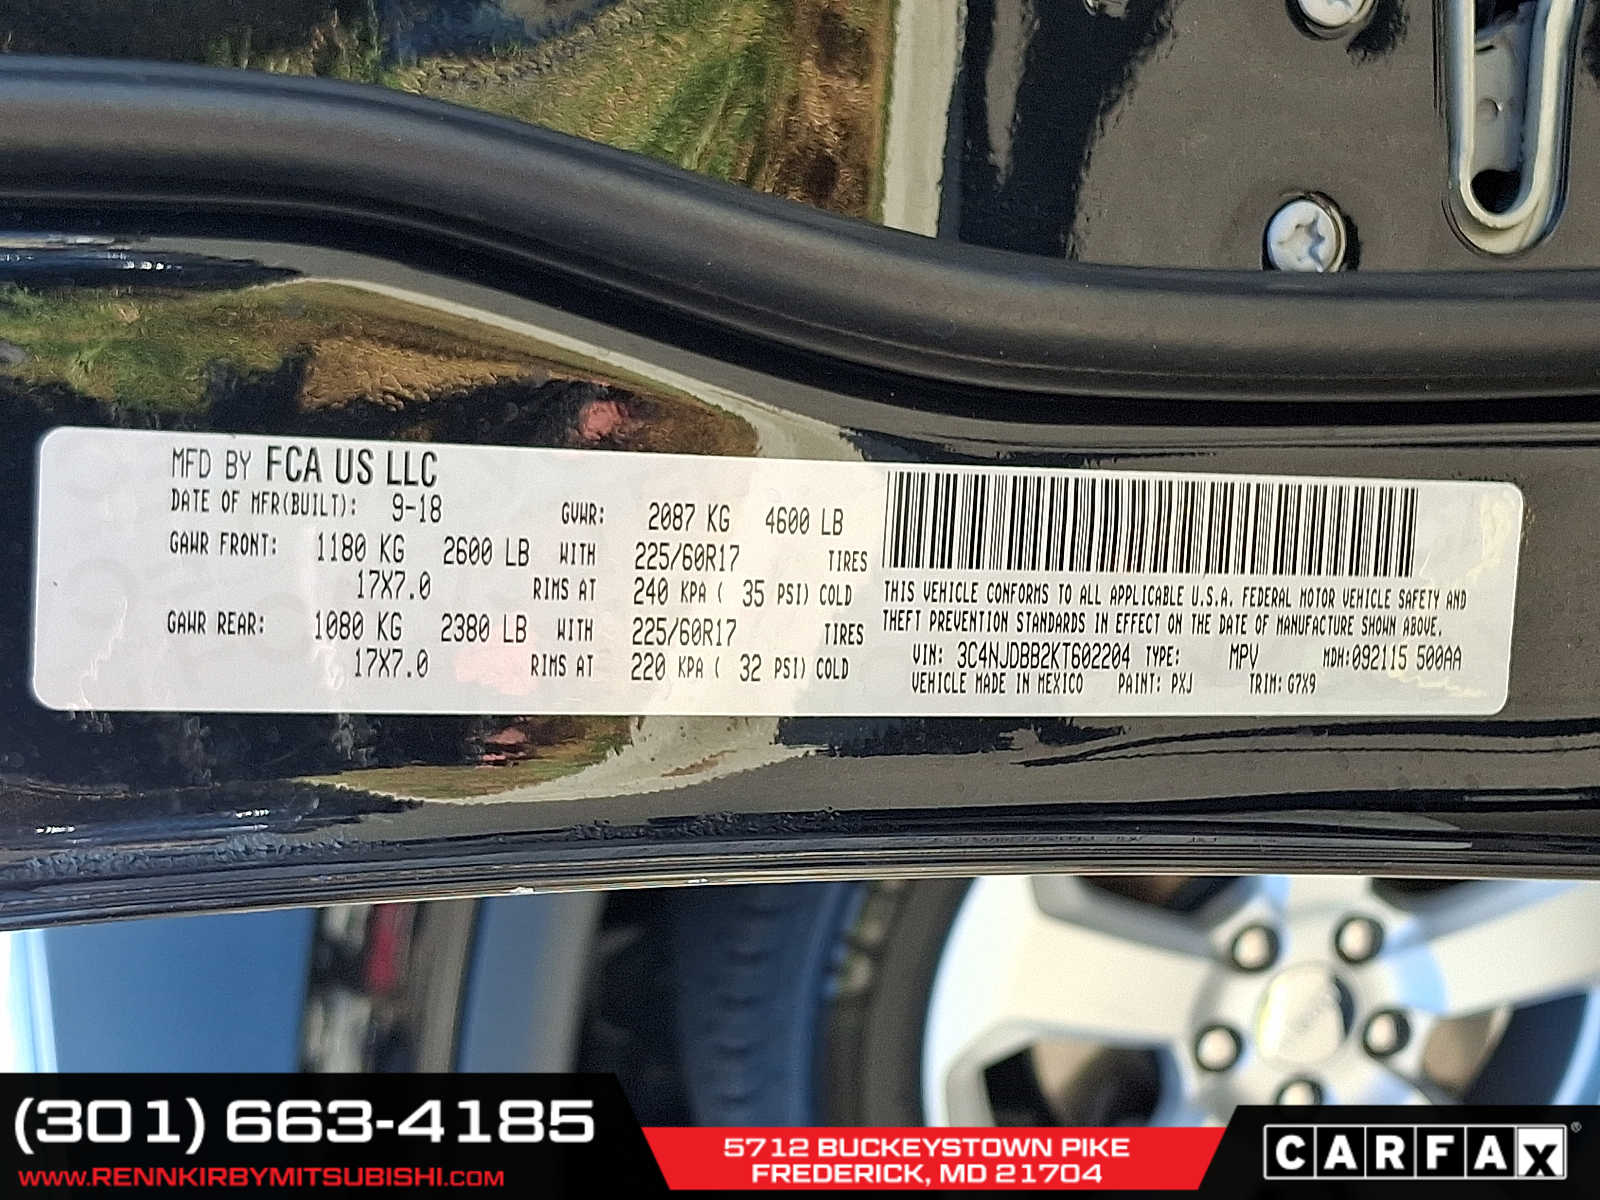 MFD BY FCA US LLC
DATE OF MFR(BUILT): 9-18 GVWR: 2087 KG 4600 LB
GAWR FRONT: 1180 KG 2600 LB WITH 225/60R17 TIRES
17X7.0 RIMS AT 240 KPA ( 35 PSI) COLD
GAWR REAR: 1080 KG 2380 LB WITH 225/60R17 TIRES
17X7.0 RIMS AT 220 KPA ( 32 PSI) COLD
THIS VEHICLE CONFORMS TO ALL APPLICABLE U.S.A. FEDERAL MOTOR VEHICLE SAFETY AND
THEFT PREVENTION STANDARDS IN EFFECT ON THE DATE OF MANUFACTURE SHOWN ABOVE.
VIN: 3C4NJDBB2KT602204 TYPE: MPV MDH:092115 500AA
VEHICLE MADE IN MEXICO PAINT: PXJ TRIM: G7X9
(301) 663-4185
WWW.RENNKIRBYMITSUBISHI.COM
5712 BUCKEYSTOWN PIKE
FREDERICK, MD 21704
CARFAX®